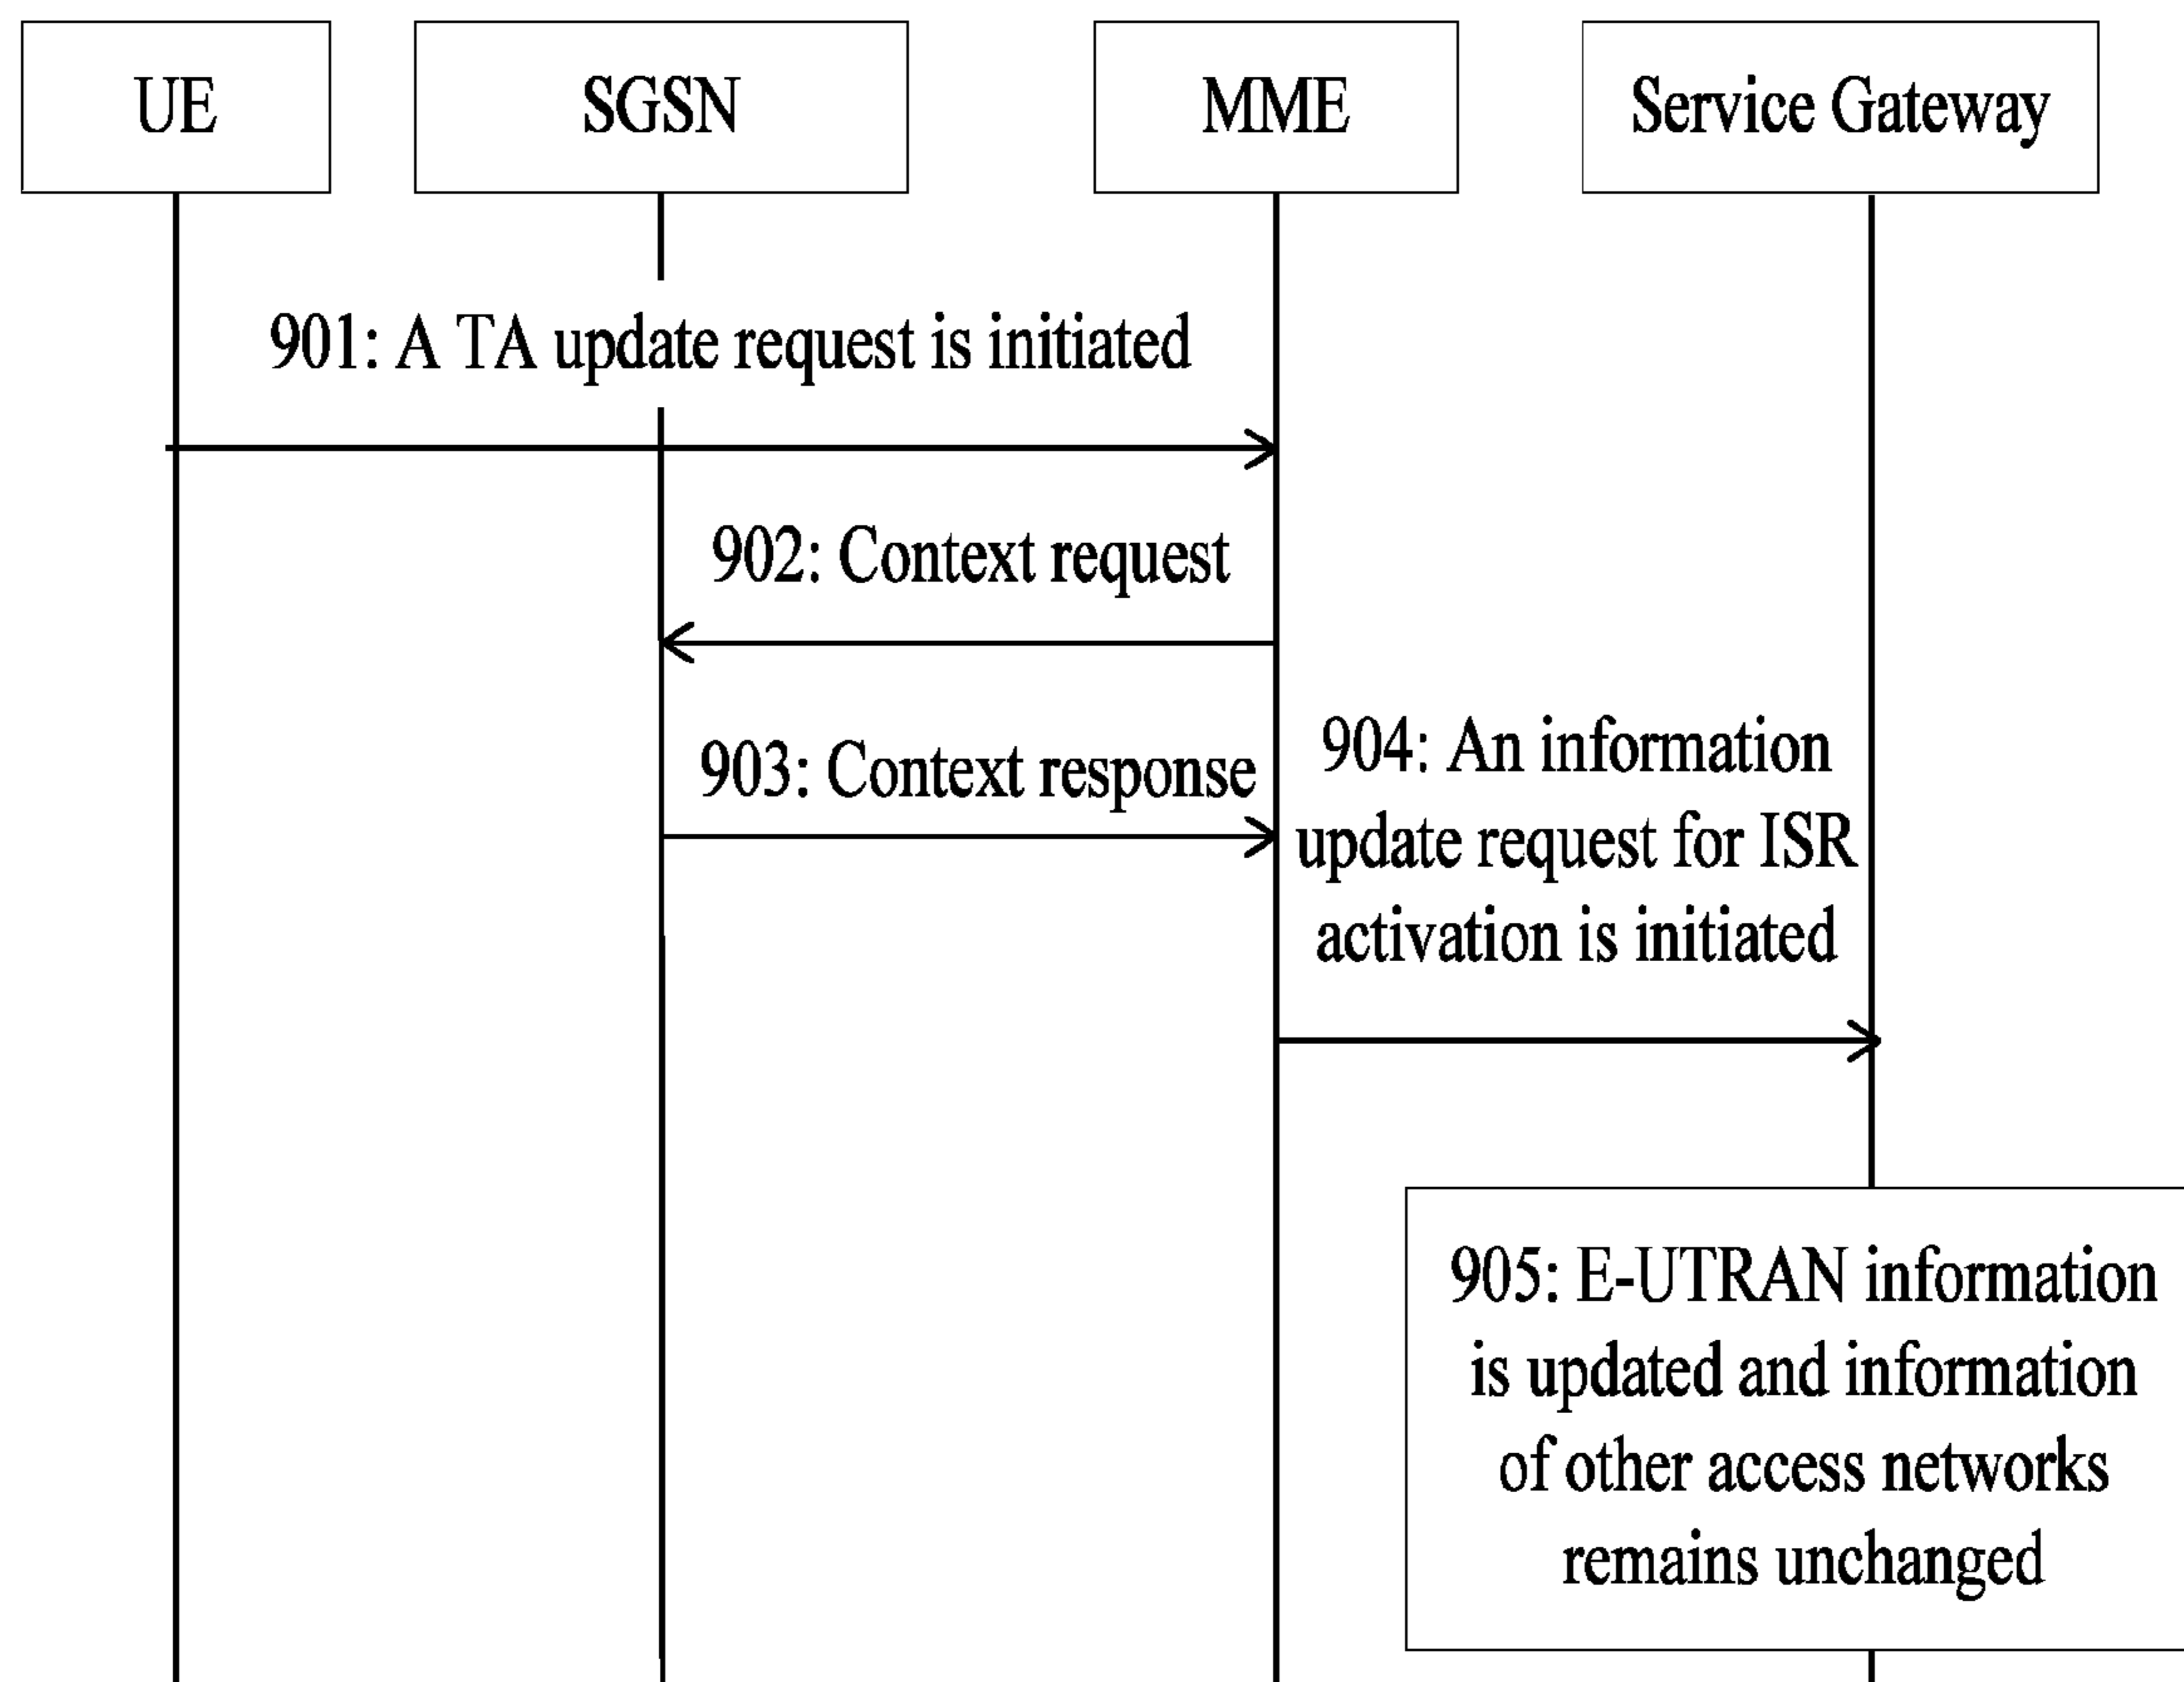 UE
SGSN
MME
Service Gateway
901: A TA update request is initiated
902: Context request
903: Context response
904: An information
update request for ISR
activation is initiated
905: E-UTRAN information
is updated and information
of other access networks
remains unchanged